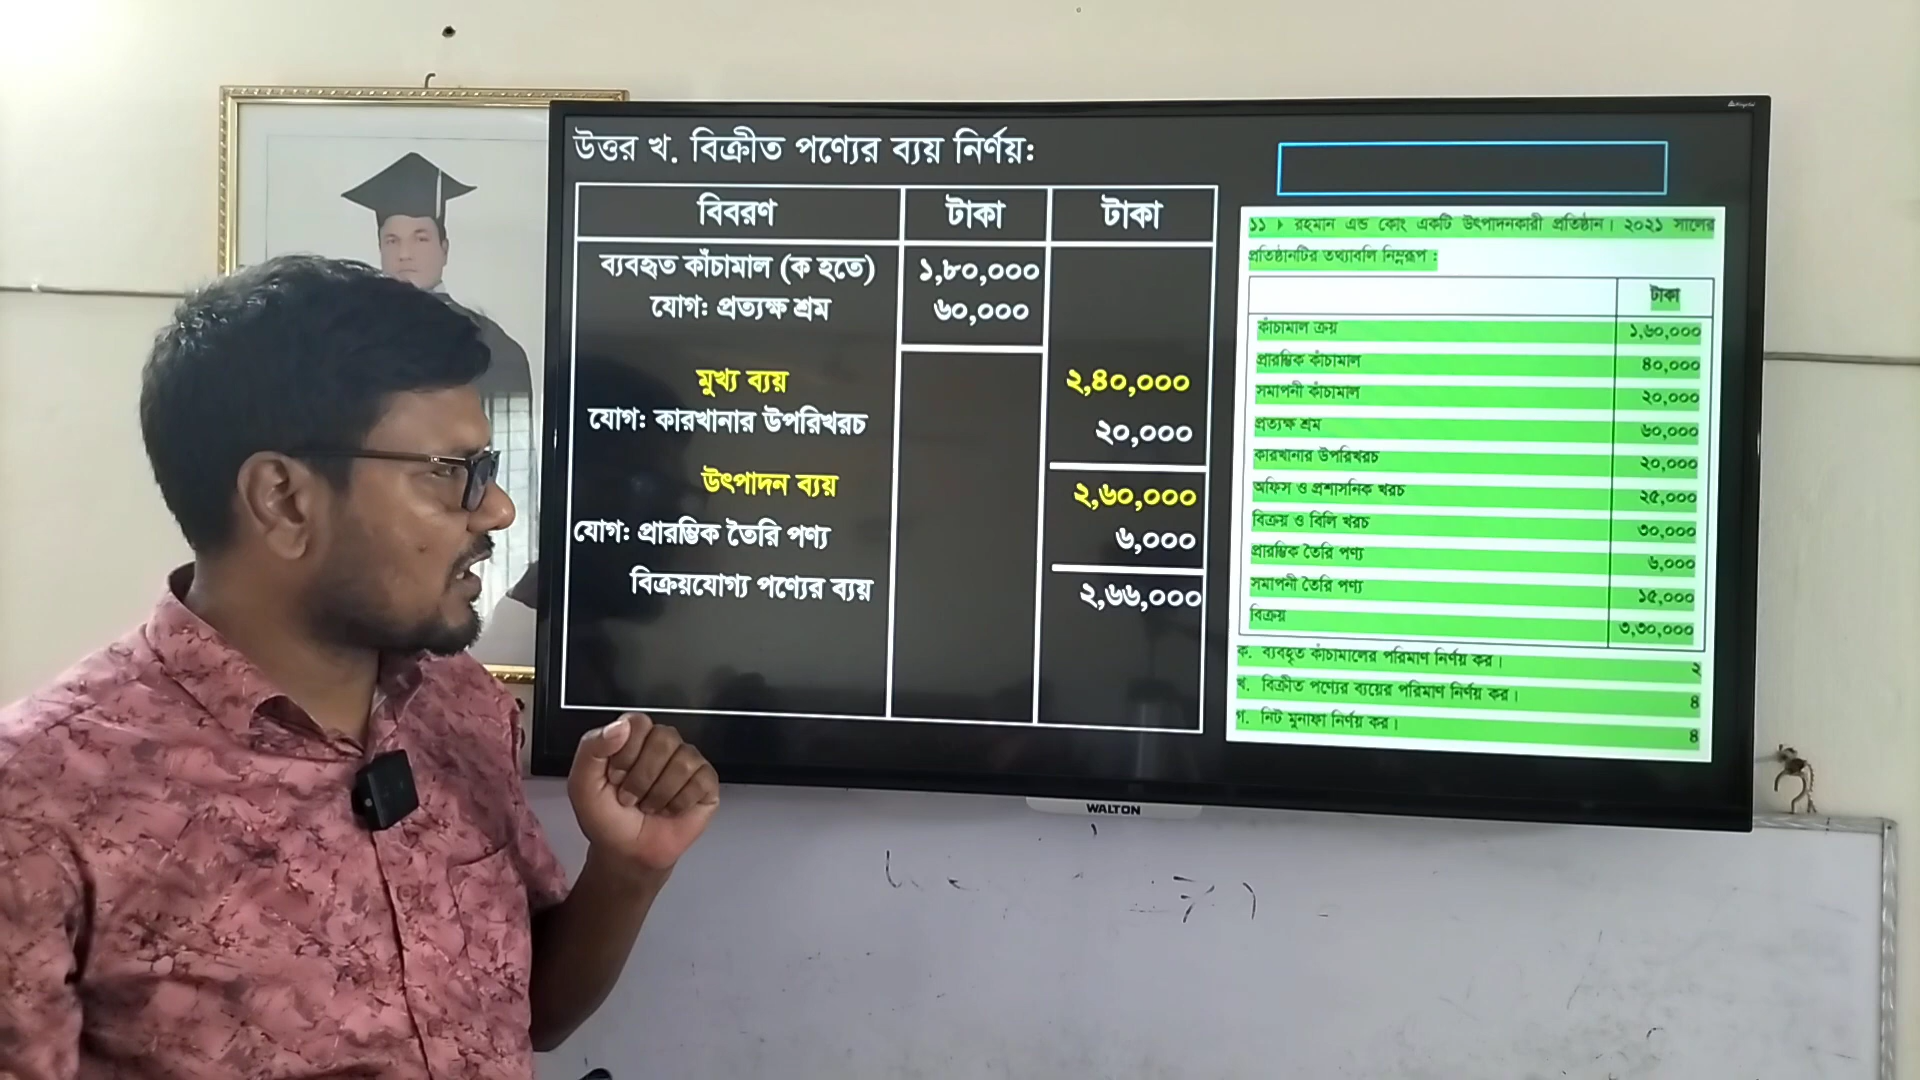 উত্তর খ. বিক্রীত পণ্যের ব্যয় নির্ণয়ঃ
বিবরণ টাকা টাকা
ব্যবহৃত কাঁচামাল (ক হতে) ১,৮০,০০০
যোগঃ প্রত্যক্ষ শ্রম ৬০,০০০
মুখ্য ব্যয় ২,৪০,০০০
যোগঃ কারখানার উপরিখরচ ২০,০০০
উৎপাদন ব্যয় ২,৬০,০০০
যোগঃ প্রারম্ভিক তৈরি পণ্য ৬,০০০
বিক্রয়যোগ্য পণ্যের ব্যয় ২,৬৬,০০০
১১ রহমান এন্ড কোং একটি উৎপাদনকারী প্রতিষ্ঠান। ২০২১ সালের
প্রতিষ্ঠানটির তথ্যাবলি নিম্নরূপ :
টাকা
কাঁচামাল ক্রয় ১,৬০,০০০
প্রারম্ভিক কাঁচামাল ৪০,০০০
সমাপনী কাঁচামাল ২০,০০০
প্রত্যক্ষ শ্রম ৬০,০০০
কারখানার উপরিখরচ ২০,০০০
অফিস ও প্রশাসনিক খরচ ২৫,০০০
বিক্রয় ও বিলি খরচ ৩০,০০০
প্রারম্ভিক তৈরি পণ্য ৬,০০০
সমাপনী তৈরি পণ্য ১৫,০০০
বিক্রয় ৩,৩০,০০০
ক. ব্যবহৃত কাঁচামালের পরিমাণ নির্ণয় কর। ২
খ. বিক্রীত পণ্যের ব্যয়ের পরিমাণ নির্ণয় কর। ৪
গ. নিট মুনাফা নির্ণয় কর। ৪
WALTON